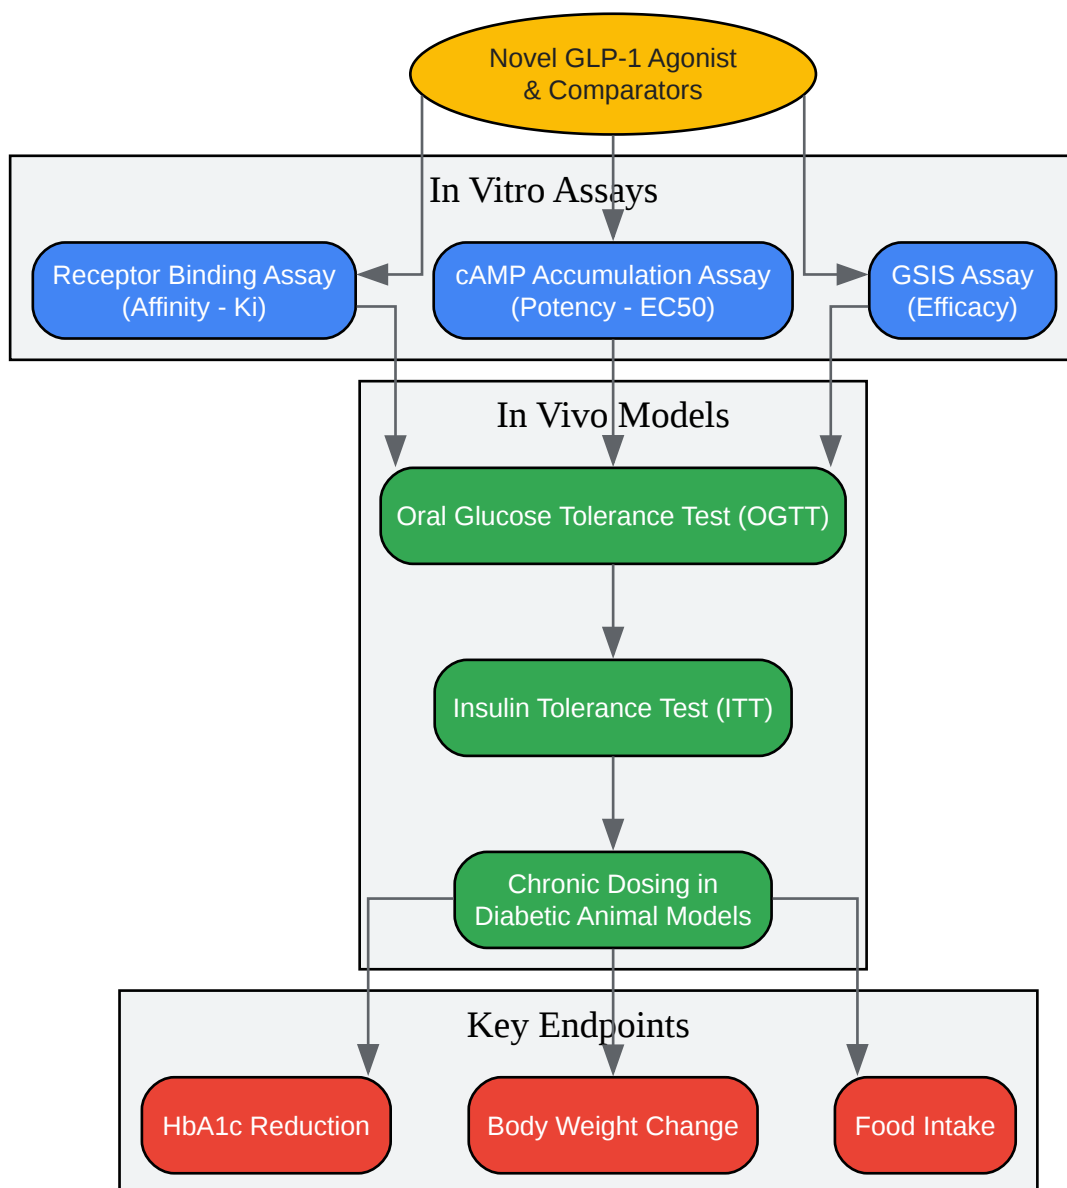 Novel GLP-1 Agonist
& Comparators
In Vitro Assays
Receptor Binding Assay
(Affinity - Ki)
cAMP Accumulation Assay
(Potency - EC50)
GSIS Assay
(Efficacy)
In Vivo Models
Oral Glucose Tolerance Test (OGTT)
Insulin Tolerance Test (ITT)
Chronic Dosing in
Diabetic Animal Models
Key Endpoints
HbA1c Reduction
Body Weight Change
Food Intake